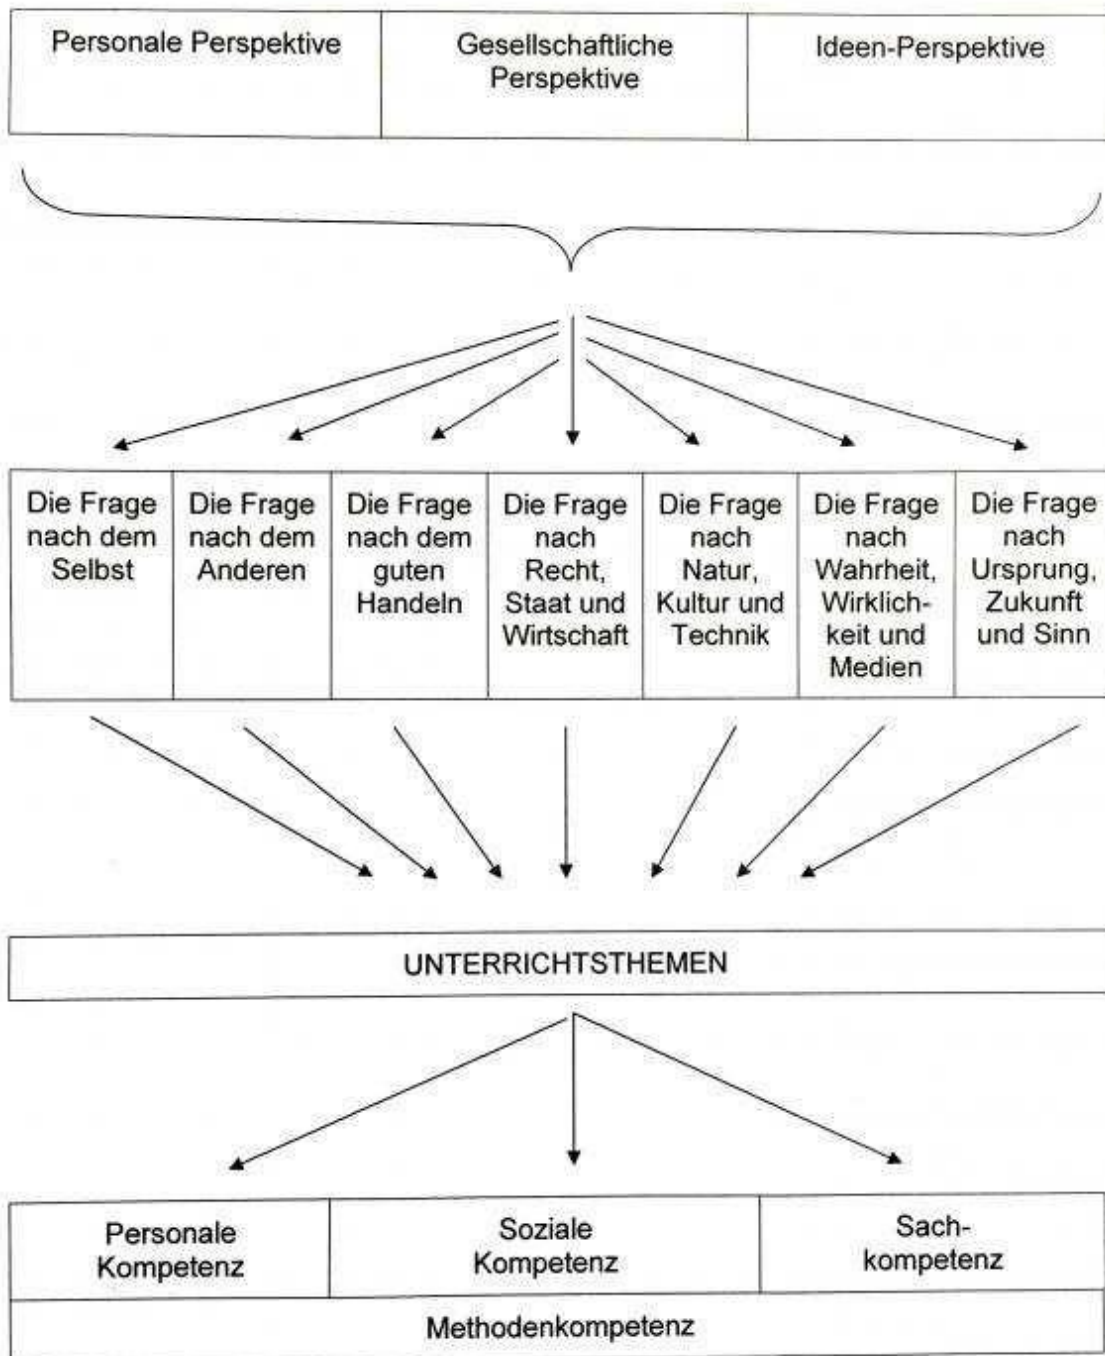 Personale Perspektive
Gesellschaftliche
Perspektive
Ideen-Perspektive
Die Frage
nach dem
Selbst
Die Frage
nach dem
Anderen
Die Frage
nach dem
guten
Handeln
Die Frage
nach
Recht,
Staat und
Wirtschaft
Die Frage
nach
Natur,
Kultur und
Technik
Die Frage
nach
Wahrheit,
Wirklich-
keit und
Medien
Die Frage
nach
Ursprung,
Zukunft
und Sinn
UNTERRICHTSTHEMEN
Personale
Kompetenz
Soziale
Kompetenz
Sach-
kompetenz
Methodenkompetenz